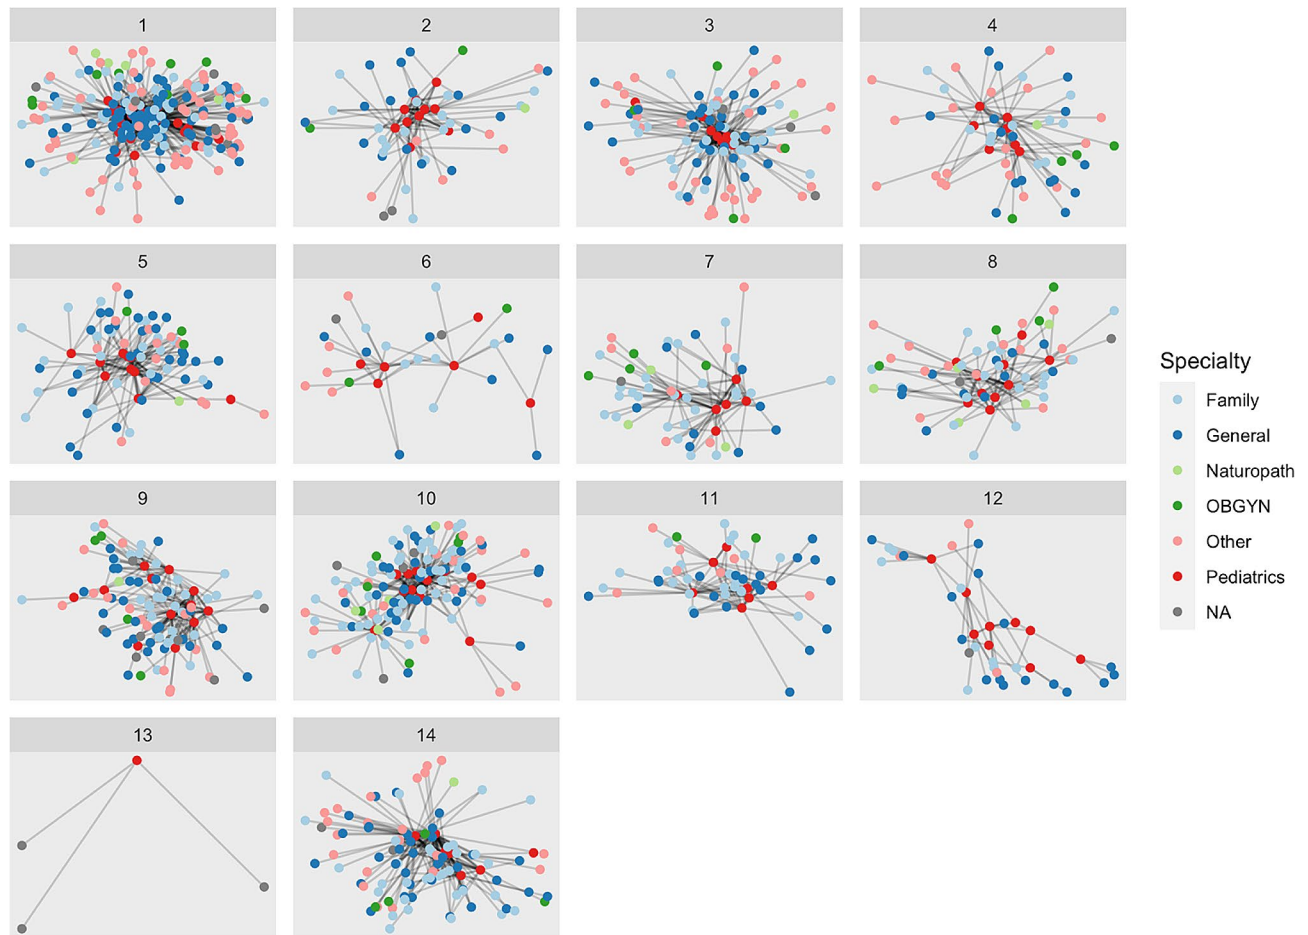 1
2
3
4
5
6
7
8
9
10
11
12
13
14
Specialty
Family
General
Naturopath
OBGYN
Other
Pediatrics
NA